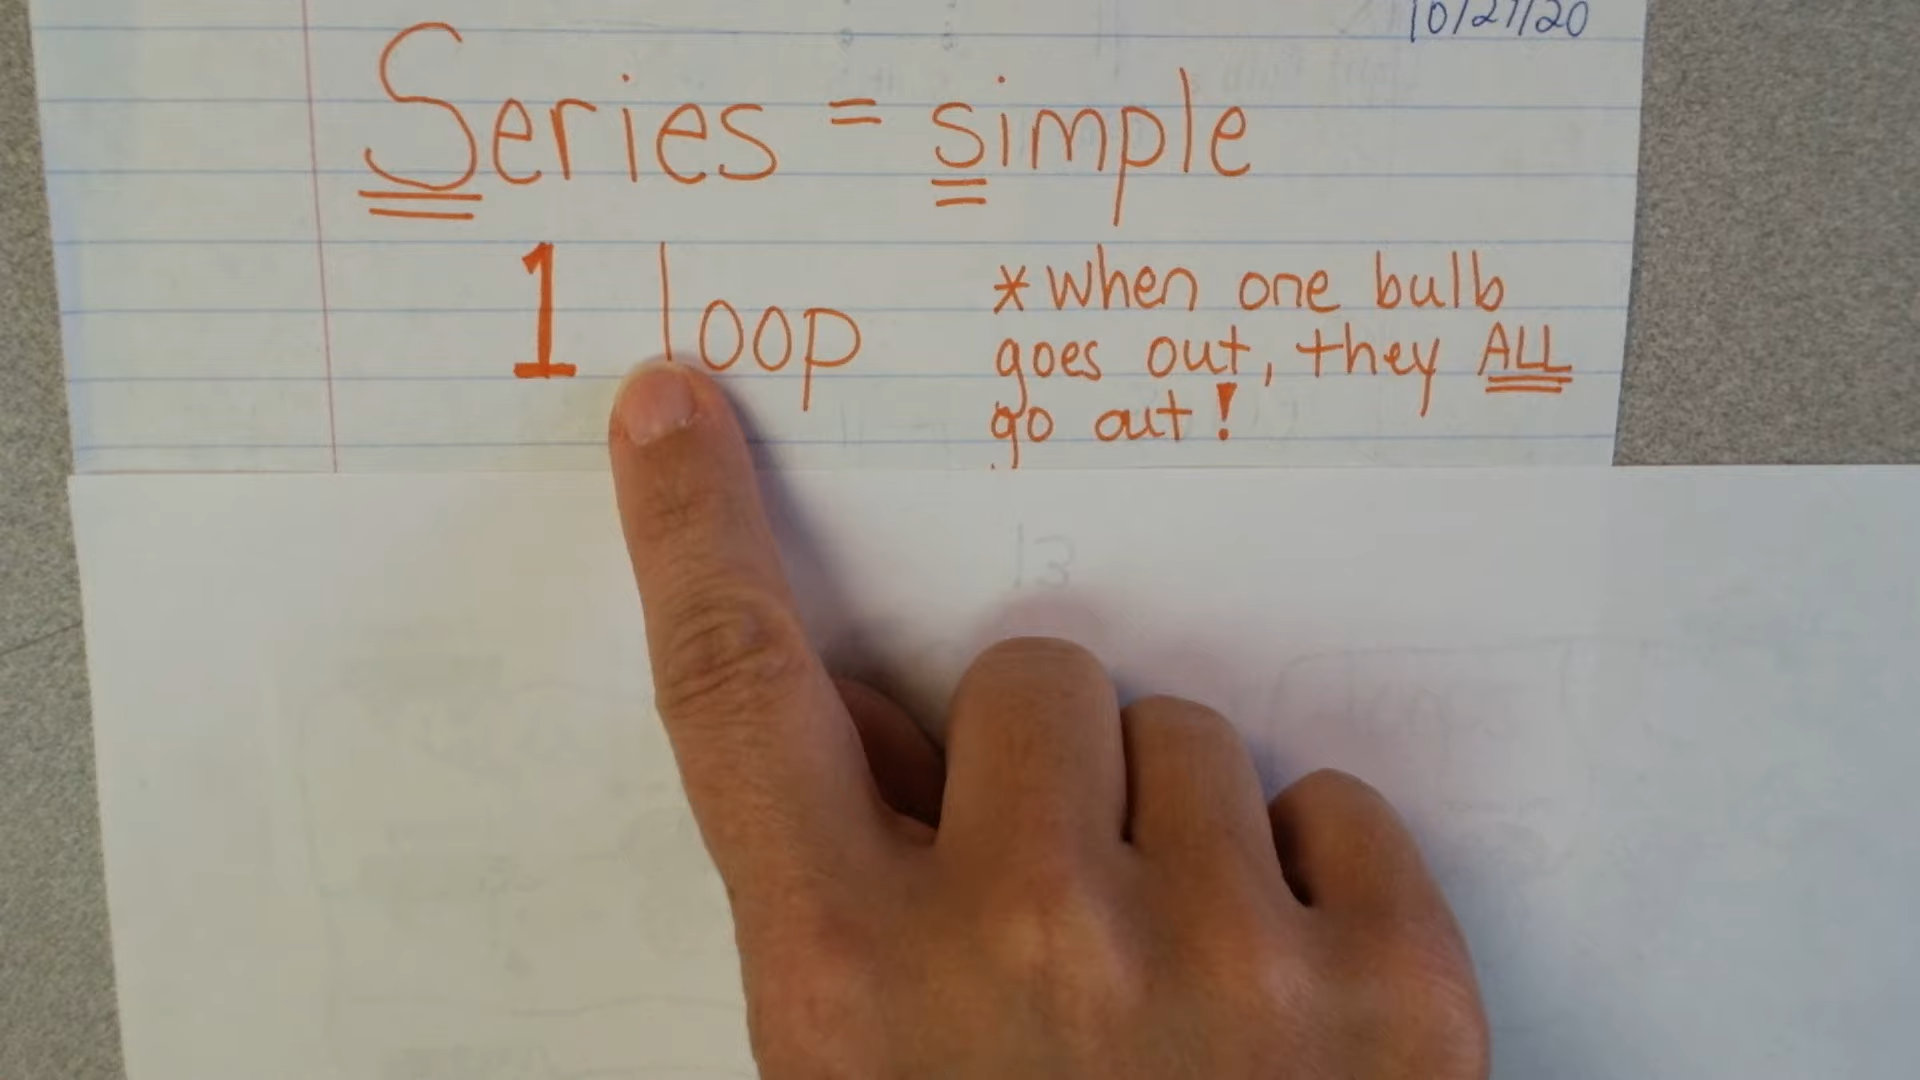 10/27/20
Series = simple
1 loop
*when one bulb
goes out, they ALL
go out!